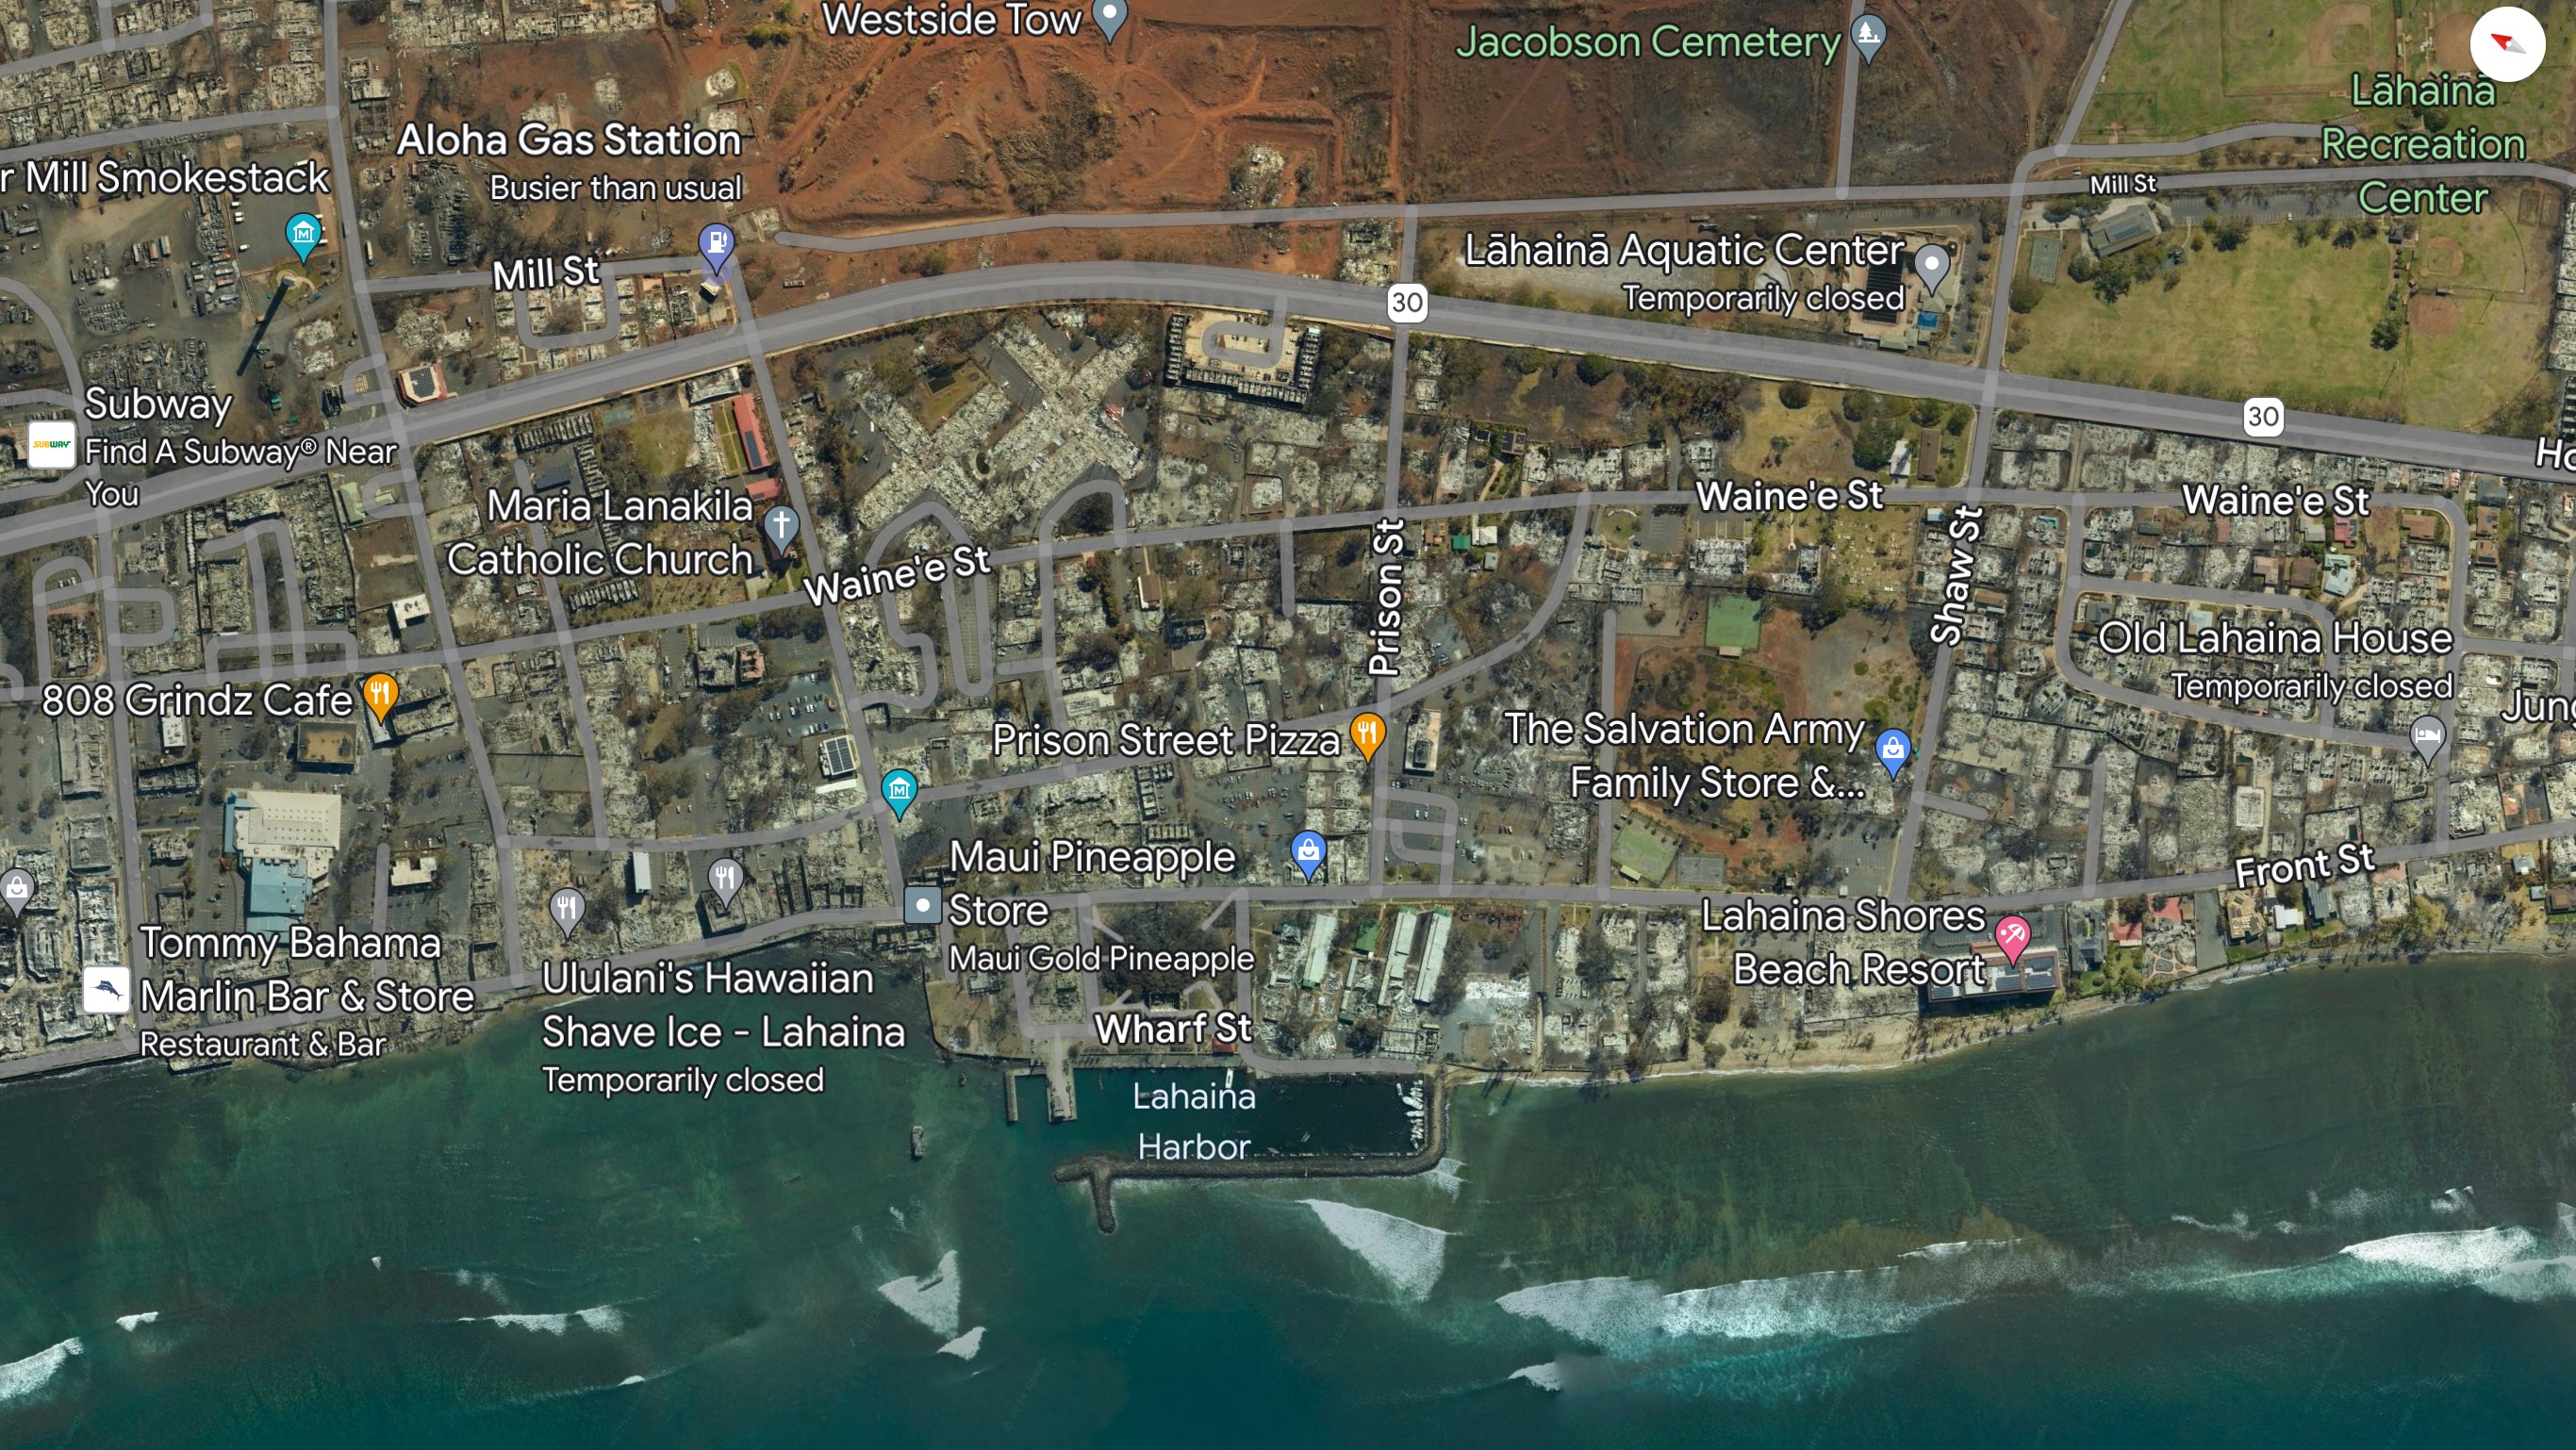 Westside Tow
Jacobson Cemetery
Lāhainā
Recreation
Center
Aloha Gas Station
Busier than usual
r Mill Smokestack
Mill St
Mill St
Lāhainā Aquatic Center
Temporarily closed
30
30
Subway
Find A Subway® Near
You
SUBWAY
Ho
Maria Lanakila
Catholic Church
Waine'e St
Waine'e St
Waine'e St
Prison St
Shaw St
Old Lahaina House
Temporarily closed
808 Grindz Cafe
Junc
Prison Street Pizza
The Salvation Army
Family Store &...
Maui Pineapple
Store
Maui Gold Pineapple
Front St
Lahaina Shores
Beach Resort
Tommy Bahama
Marlin Bar & Store
Restaurant & Bar
Ululani's Hawaiian
Shave Ice - Lahaina
Temporarily closed
Wharf St
Lahaina
Harbor